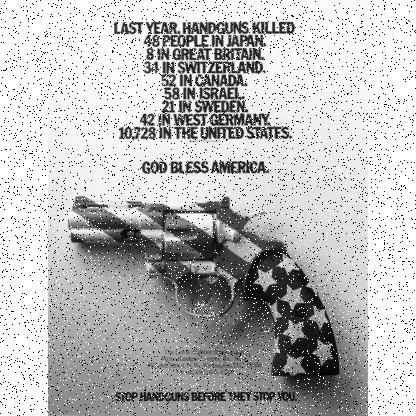 LAST YEAR, HANDGUNS KILLED
48 PEOPLE IN JAPAN.
8 IN GREAT BRITAIN.
34 IN SWITZERLAND.
52 IN CANADA.
58 IN ISRAEL.
21 IN SWEDEN.
42 IN WEST GERMANY.
10,728 IN THE UNITED STATES.
GOD BLESS AMERICA.
STOP HANDGUNS BEFORE THEY STOP YOU.